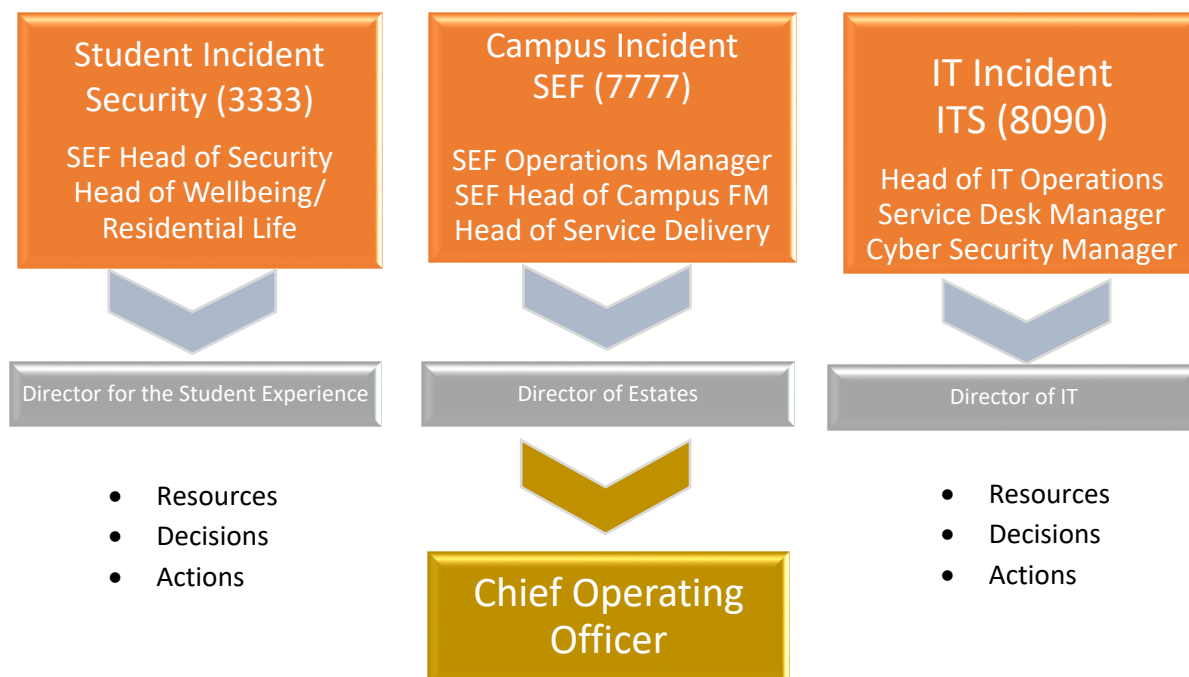 Student Incident
Security (3333)
SEF Head of Security
Head of Wellbeing/
Residential Life
Campus Incident
SEF (7777)
SEF Operations Manager
SEF Head of Campus FM
Head of Service Delivery
IT Incident
ITS (8090)
Head of IT Operations
Service Desk Manager
Cyber Security Manager
Director for the Student Experience
Director of Estates
Director of IT
• Resources
• Decisions
• Actions
• Resources
• Decisions
• Actions
Chief Operating
Officer